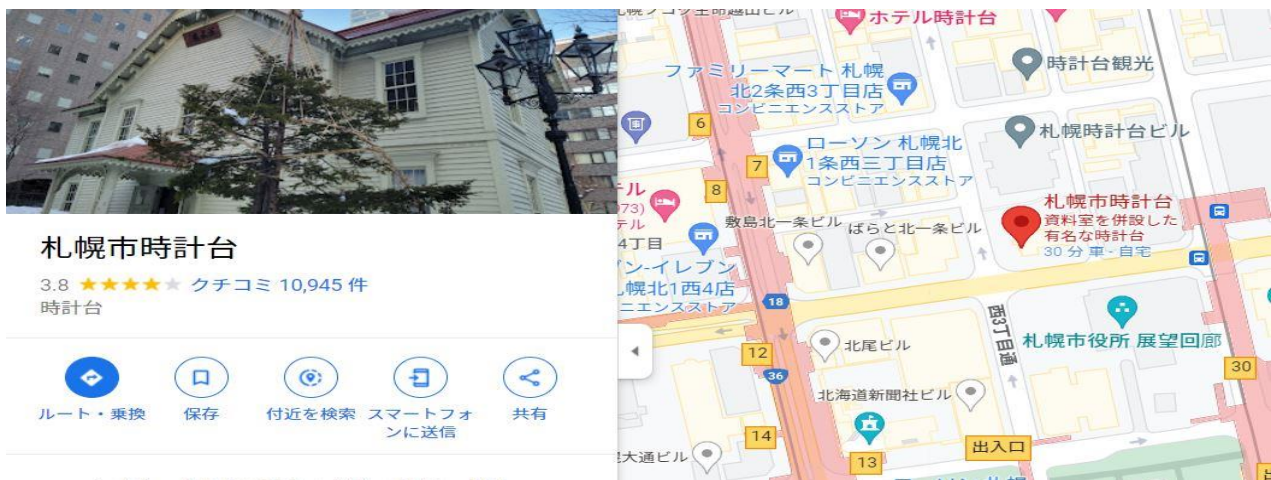 札幌市時計台
3.8
クチコミ 10,945 件
時計台
ルート・乗換
保存
付近を検索
スマートフォ
ンに送信
共有
ホテル時計台
ファミリーマート 札幌
北2条西3丁目店
コンビニエンスストア
時計台観光
6
札幌時計台ビル
ローソン 札幌北
1条西三丁目店
コンビニエンスストア
7
8
テル
札幌市時計台
資料室を併設した
有名な時計台
30 分 車 - 自宅
敷島北一条ビル
ばらと北一条ビル
4丁目
ン-イレブン
幌北1西4店
ニエンスストア
18
西3丁目通
札幌市役所 展望回廊
北尾ビル
12
30
36
北海道新聞社ビル
14
大通ビル
13
出入口